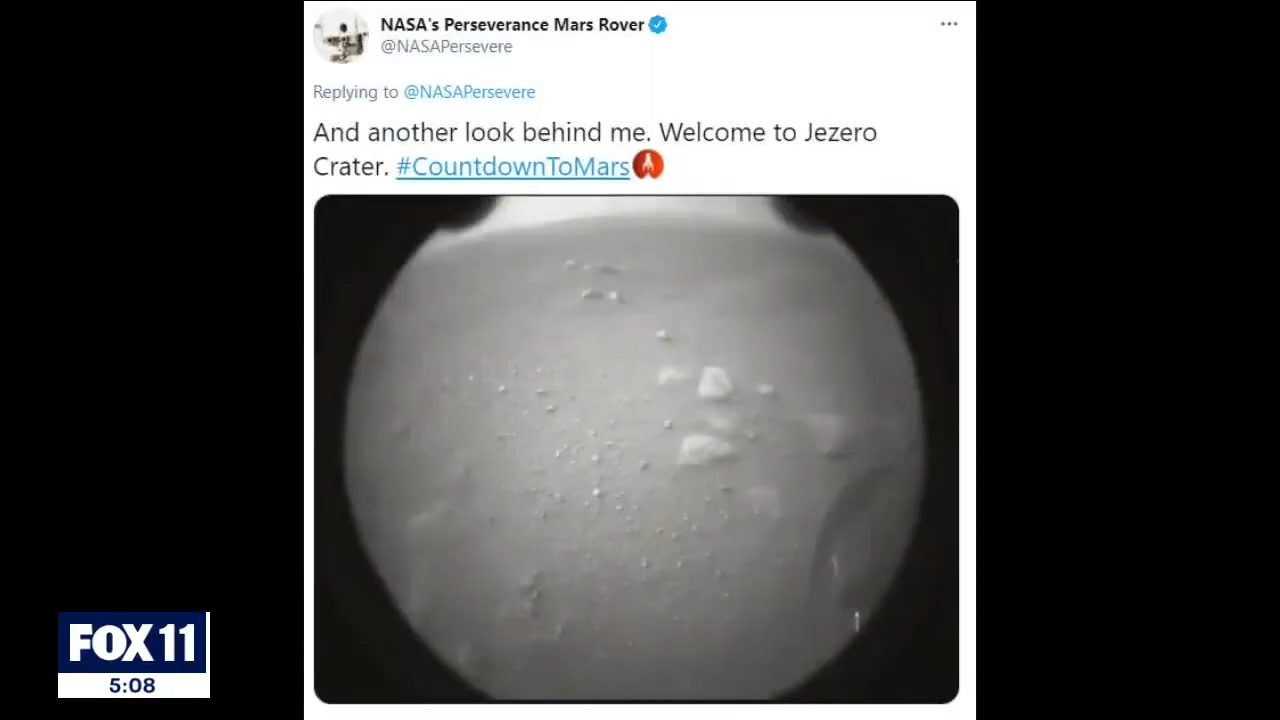 NASA's Perseverance Mars Rover
@NASAPersevere
Replying to @NASAPersevere
And another look behind me. Welcome to Jezero
Crater. #CountdownToMars
FOX 11
5:08